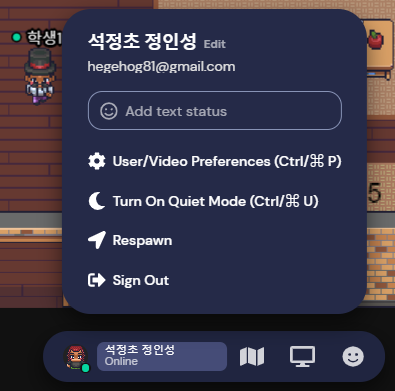 학생1
석정초 정인성 Edit
hegehog81@gmail.com
Add text status
User/Video Preferences (Ctrl/⌘ P)
Turn On Quiet Mode (Ctrl/⌘ U)
5
Respawn
Sign Out
석정초 정인성
Online